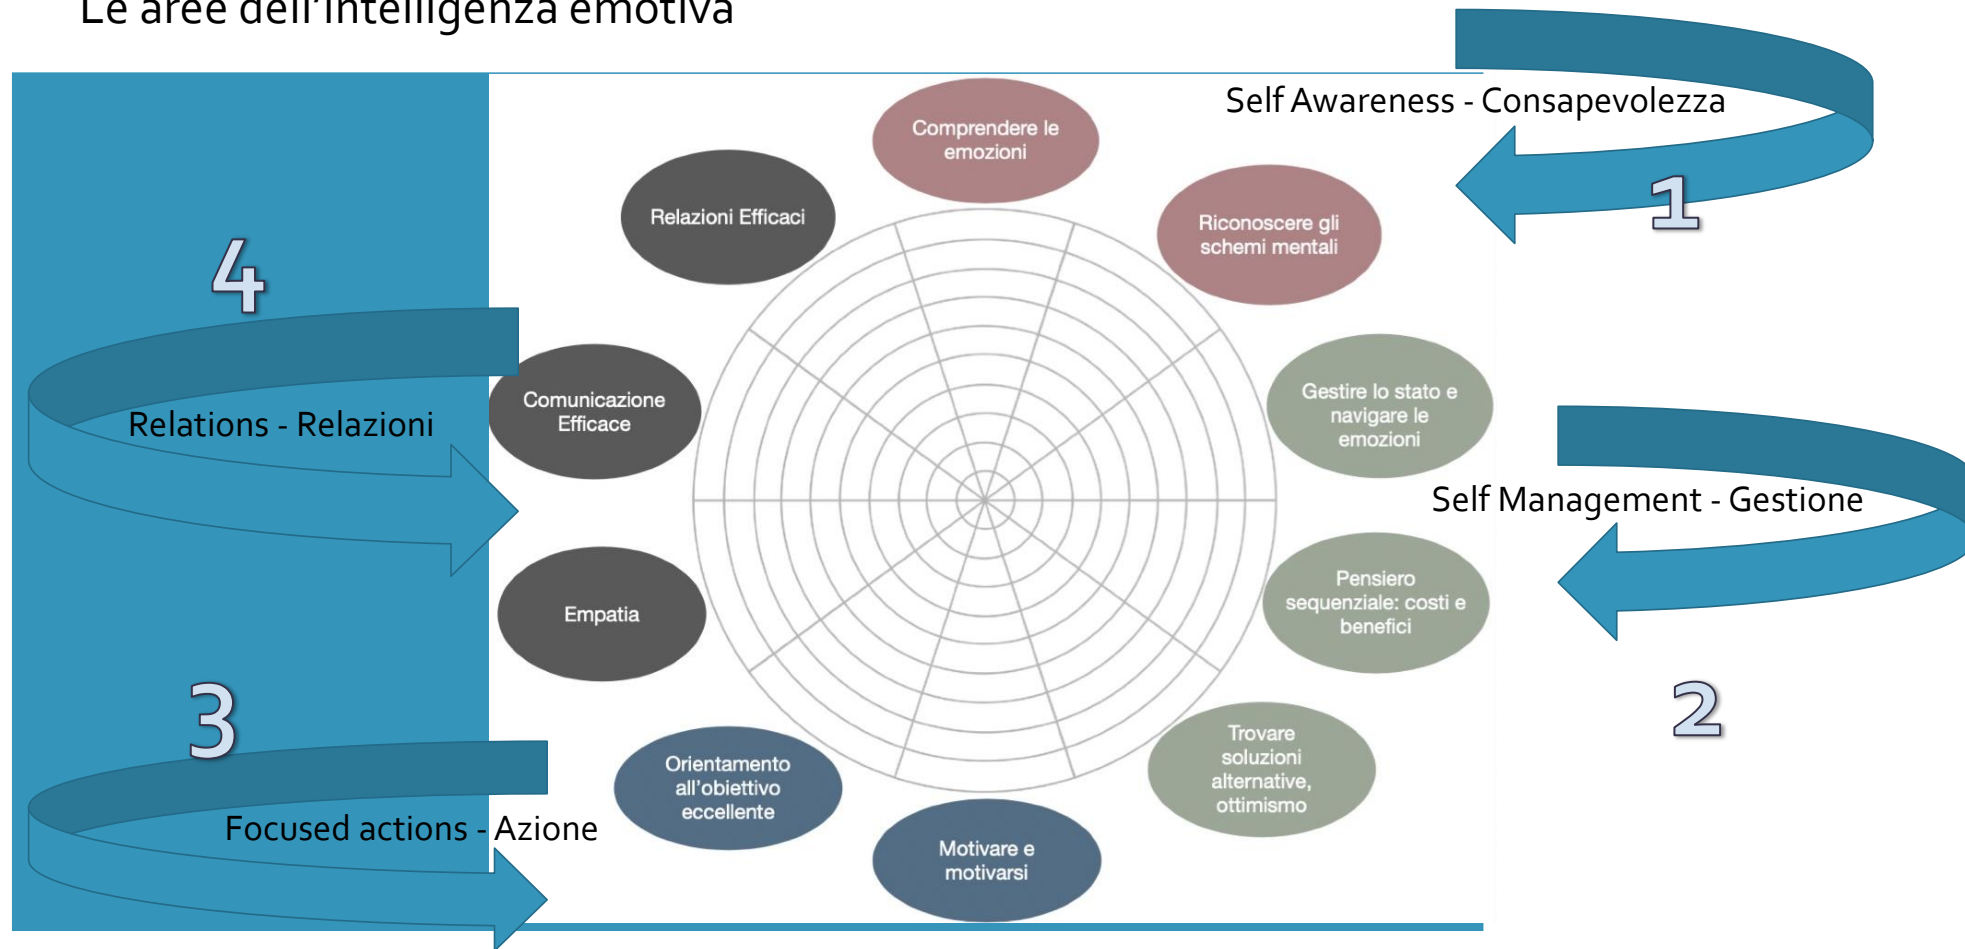 Le aree dell'intelligenza emotiva
Self Awareness - Consapevolezza
1
Comprendere le
emozioni
Riconoscere gli
schemi mentali
Gestire lo stato e
navigare le
emozioni
Self Management - Gestione
2
Pensiero
sequenziale: costi e
benefici
Trovare
soluzioni
alternative,
ottimismo
Motivare e
motivarsi
Orientamento
all'obiettivo
eccellente
3
Focused actions - Azione
Empatia
Comunicazione
Efficace
Relazioni Efficaci
4
Relations - Relazioni